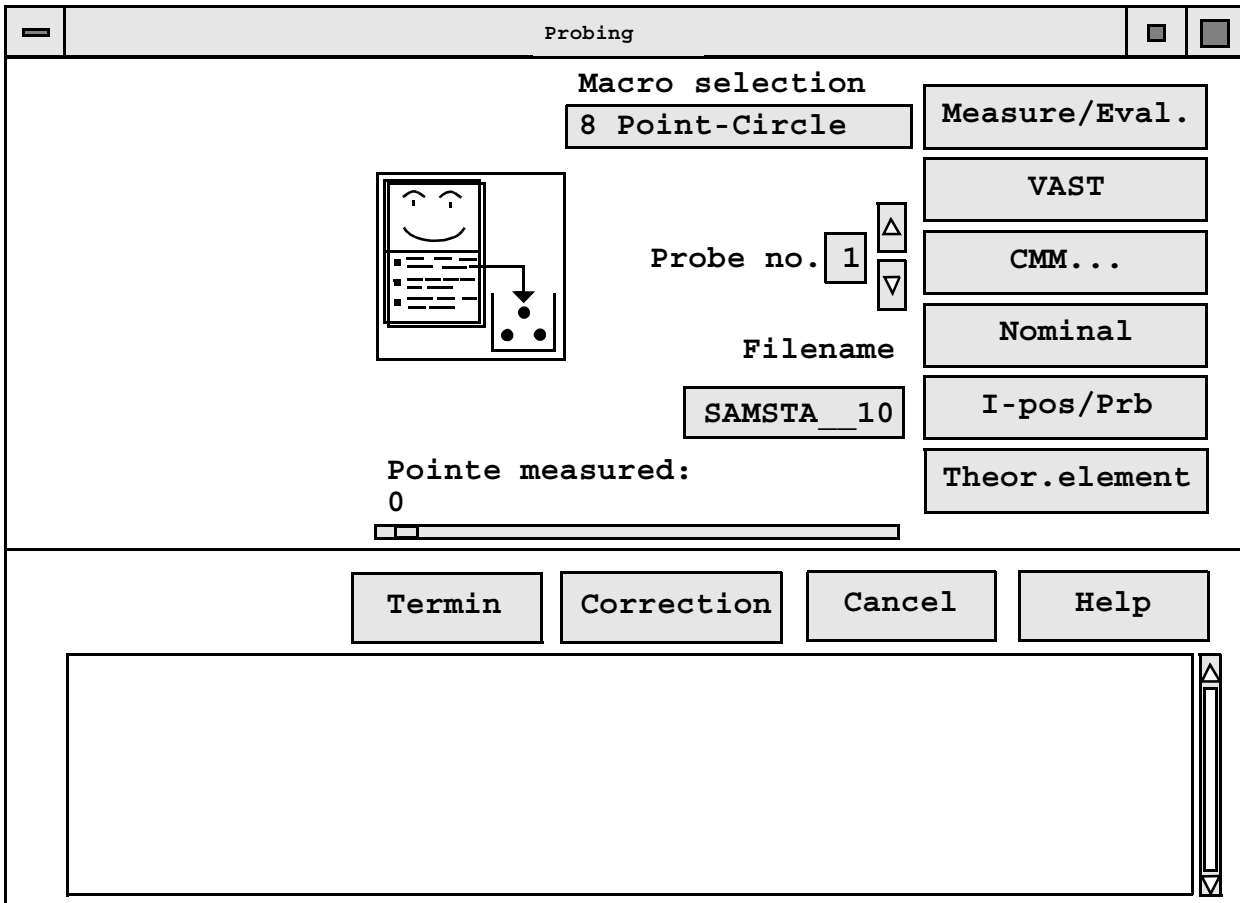 Probing
Macro selection
8 Point-Circle
Measure/Eval.
VAST
Probe no. 1
CMM...
Nominal
Filename
I-pos/Prb
SAMSTA__10
Pointe measured:
0
Theor.element
Termin
Correction
Cancel
Help